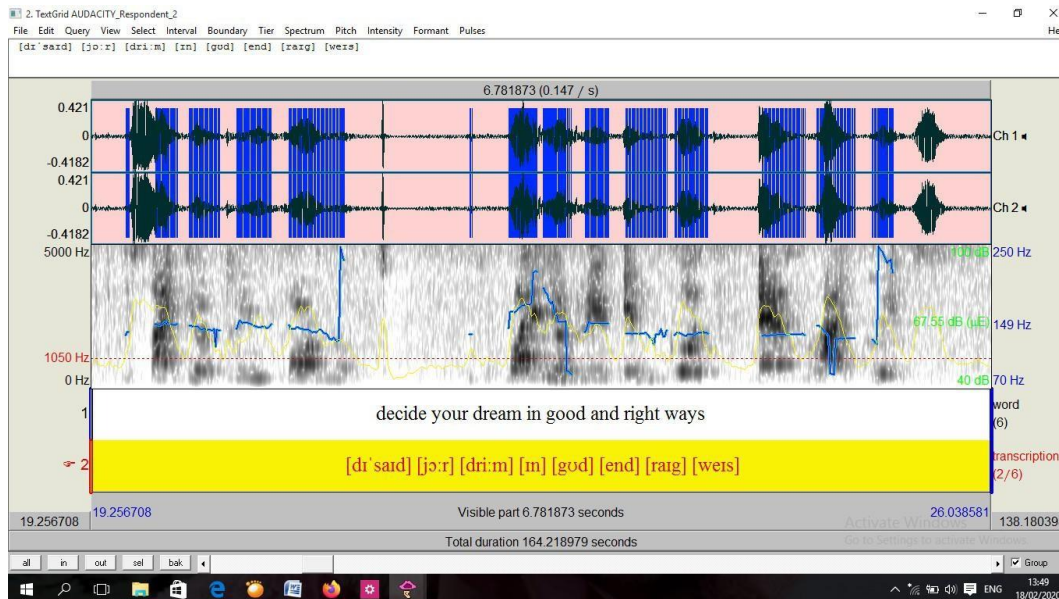 2. TextGrid AUDACITY_Respondent_2
File Edit Query View Select Interval Boundary Tier Spectrum Pitch Intensity Formant Pulses He
[dɪˈsaɪd] [jɔːr] [driːm] [ɪn] [gʊd] [end] [raɪg] [weɪs]
6.781873 (0.147 / s)
0.421
0
-0.4182
Ch 1
0.421
0
-0.4182
Ch 2
5000 Hz 100 dB 250 Hz
67.55 dB (µE) 149 Hz
1050 Hz
0 Hz 40 dB 70 Hz
1 decide your dream in good and right ways word
(6)
2 [dɪˈsaɪd] [jɔːr] [driːm] [ɪn] [gʊd] [end] [raɪg] [weɪs] transcription
(2/6)
19.256708 19.256708 Visible part 6.781873 seconds 26.038581 138.180398
Activate Windows
Go to Settings to activate Windows.
Total duration 164.218979 seconds
all in out sel bak Group
ENG 13:49
18/02/2020